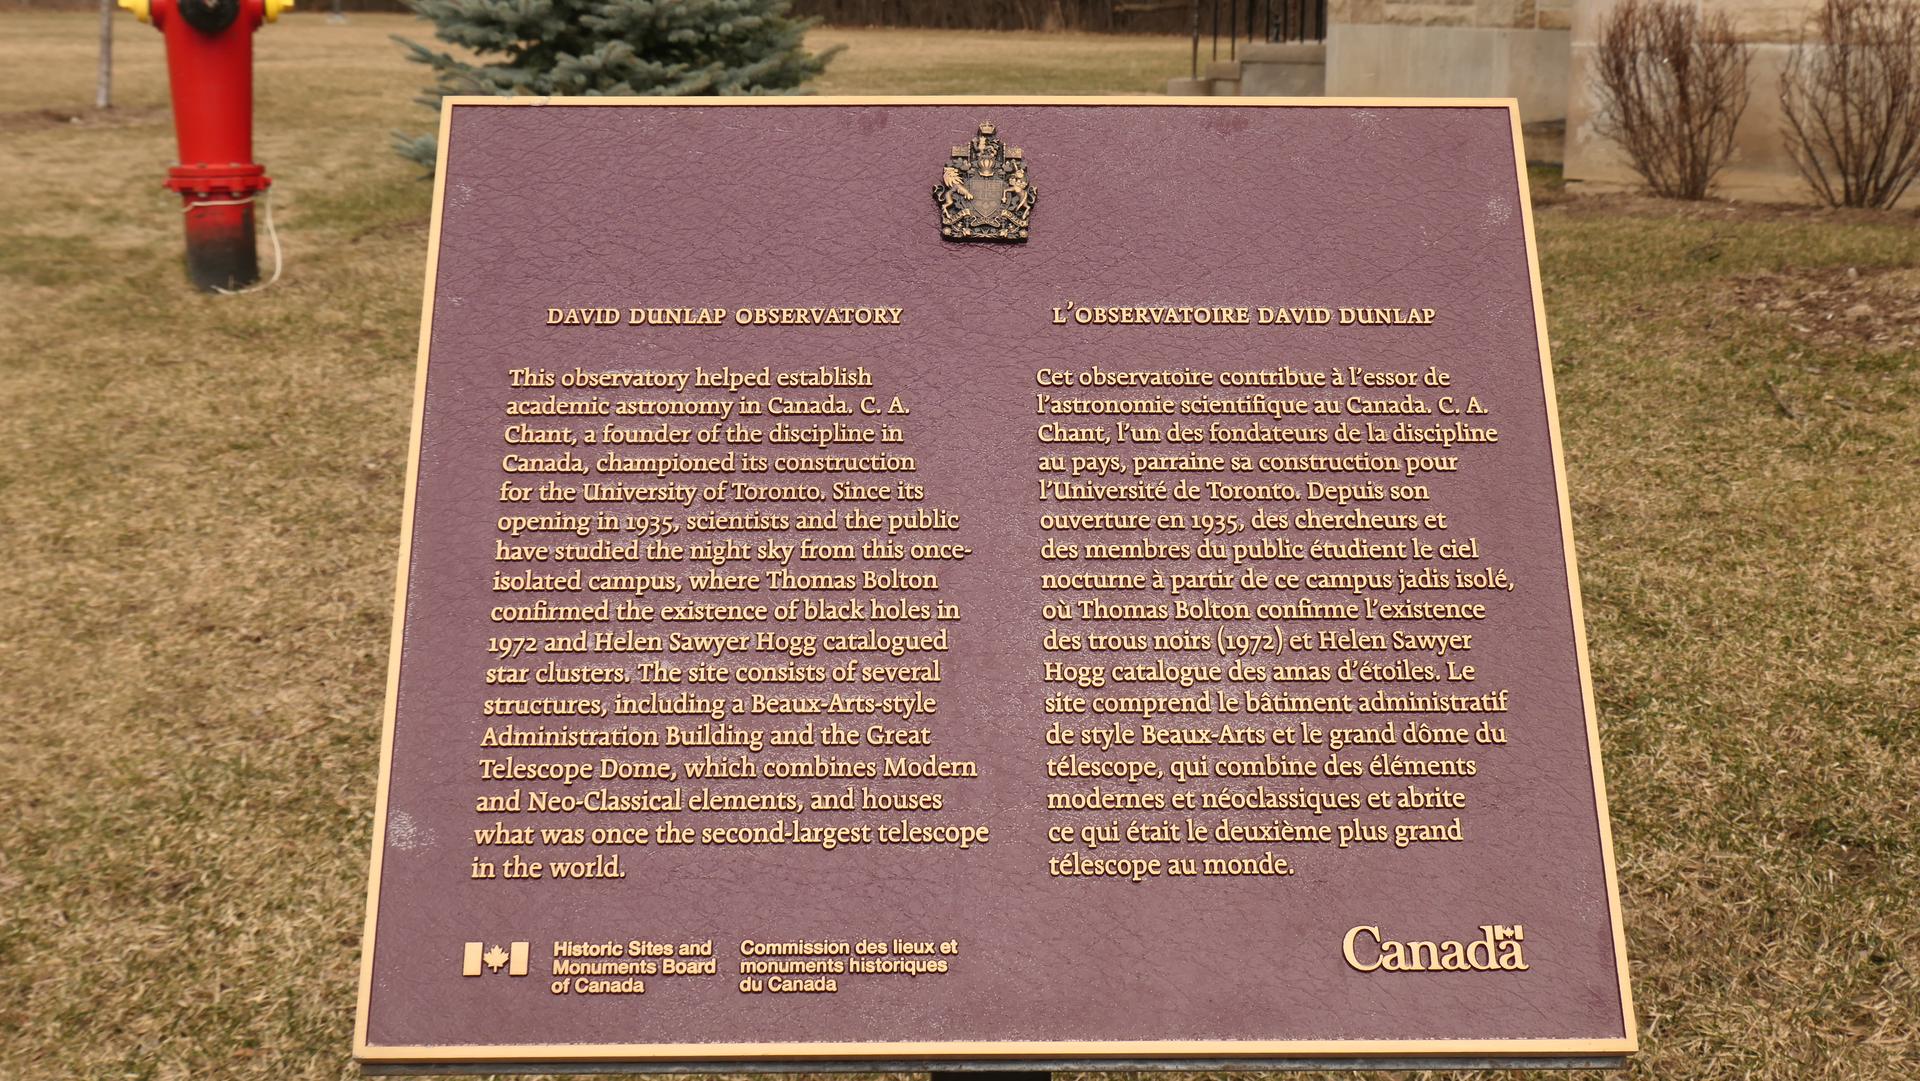 DAVID DUNLAP OBSERVATORY
This observatory helped establish
academic astronomy in Canada. C. A.
Chant, a founder of the discipline in
Canada, championed its construction
for the University of Toronto. Since its
opening in 1935, scientists and the public
have studied the night sky from this once-
isolated campus, where Thomas Bolton
confirmed the existence of black holes in
1972 and Helen Sawyer Hogg catalogued
star clusters. The site consists of several
structures, including a Beaux-Arts-style
Administration Building and the Great
Telescope Dome, which combines Modern
and Neo-Classical elements, and houses
what was once the second-largest telescope
in the world.
L'OBSERVATOIRE DAVID DUNLAP
Cet observatoire contribue à l'essor de
l'astronomie scientifique au Canada. C. A.
Chant, l'un des fondateurs de la discipline
au pays, parraine sa construction pour
l'Université de Toronto. Depuis son
ouverture en 1935, des chercheurs et
des membres du public étudient le ciel
nocturne à partir de ce campus jadis isolé,
où Thomas Bolton confirme l'existence
des trous noirs (1972) et Helen Sawyer
Hogg catalogue des amas d'étoiles. Le
site comprend le bâtiment administratif
de style Beaux-Arts et le grand dôme du
télescope, qui combine des éléments
modernes et néoclassiques et abrite
ce qui était le deuxième plus grand
télescope au monde.
Historic Sites and
Monuments Board
of Canada
Commission des lieux et
monuments historiques
du Canada
Canada